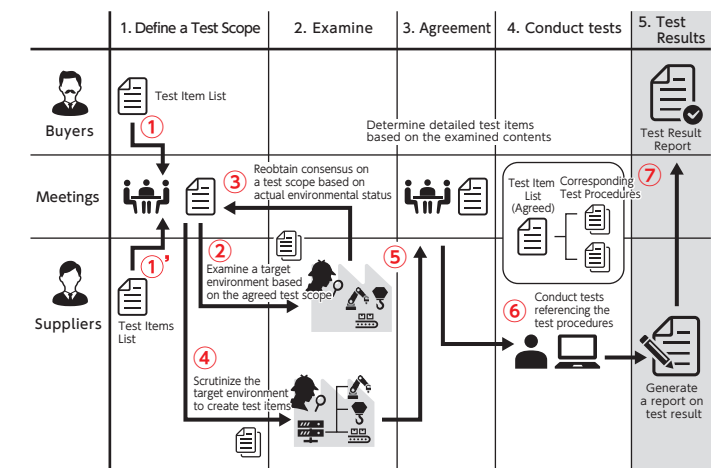 1. Define a Test Scope
2. Examine
3. Agreement
4. Conduct tests
5. Test
Results
Buyers
Test Item List
①
Determine detailed test items
based on the examined contents
Test Result
Report
Meetings
③
Reobtain consensus on
a test scope based on
actual environmental status
Test Item
List
(Agreed)
Corresponding
Test Procedures
⑦
Suppliers
①’
Test Items
List
②
Examine a target
environment based
on the agreed test scope
⑤
④
Scrutinize the
target environment
to create test items
⑥
Conduct tests
referencing the
test procedures
Generate
a report on
test result